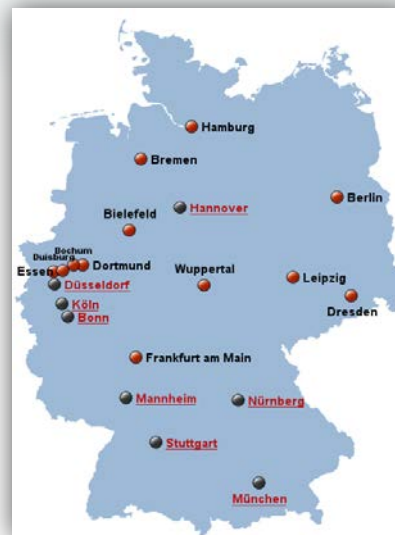 Hamburg
Bremen
Berlin
Hannover
Bielefeld
Bochum
Duisburg
Essen
Dortmund
Düsseldorf
Wuppertal
Leipzig
Dresden
Köln
Bonn
Frankfurt am Main
Mannheim
Nürnberg
Stuttgart
München